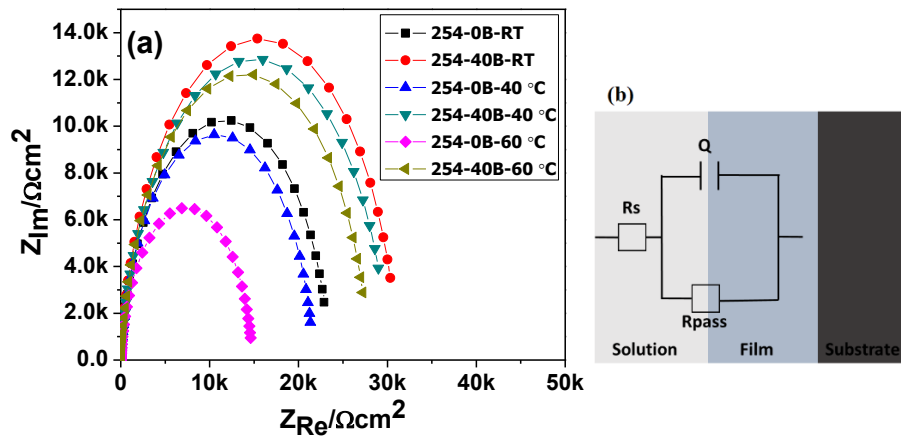 (a)
254-0B-RT
254-40B-RT
254-0B-40 °C
254-40B-40 °C
254-0B-60 °C
254-40B-60 °C
14.0k
12.0k
10.0k
8.0k
6.0k
4.0k
2.0k
0.0
Z_Im/Ωcm²
0
10k
20k
30k
40k
50k
Z_Re/Ωcm²
(b)
Q
Rs
Rpass
Solution
Film
Substrate